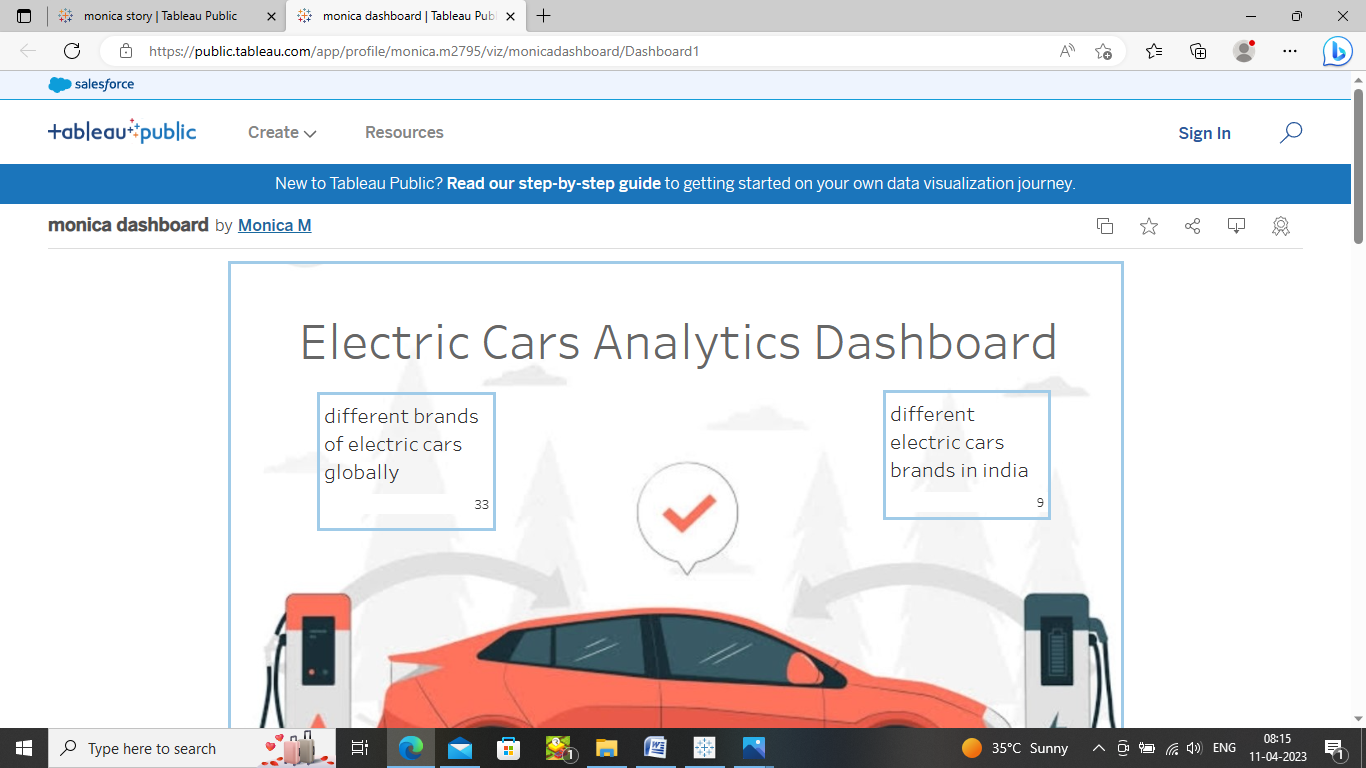 monica story | Tableau Public
monica dashboard | Tableau Pub
https://public.tableau.com/app/profile/monica.m2795/viz/monicadashboard/Dashboard1
salesforce
tableau public
Create
Resources
Sign In
New to Tableau Public? Read our step-by-step guide to getting started on your own data visualization journey.
monica dashboard by Monica M
Electric Cars Analytics Dashboard
different brands
of electric cars
globally
33
different
electric cars
brands in india
9
Type here to search
1
35°C Sunny
ENG
08:15
11-04-2023
1